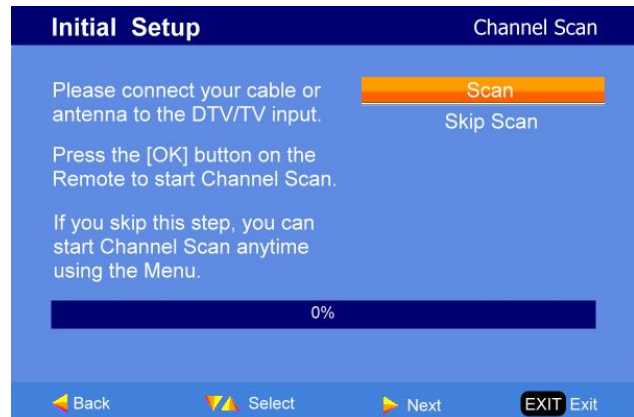 Initial Setup
Channel Scan
Please connect your cable or
antenna to the DTV/TV input.
Press the [OK] button on the
Remote to start Channel Scan.
If you skip this step, you can
start Channel Scan anytime
using the Menu.
Scan
Skip Scan
0%
Back Select Next EXIT Exit